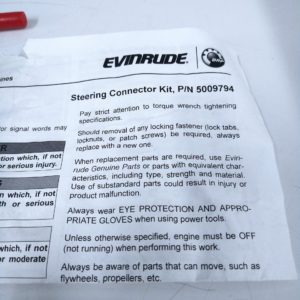 EVINRUDE.
ines
Steering Connector Kit, P/N 5009794
Pay strict attention to torque wrench tightening
specifications.
for signal words may
Should removal of any locking fastener (lock tabs,
locknuts, or patch screws) be required, always
replace with a new one.
ER
ation which, if not
or serious injury.
When replacement parts are required, use Evin-
rude Genuine Parts or parts with equivalent char-
acteristics, including type, strength and material.
Use of substandard parts could result in injury or
product malfunction.
which, if not
th or serious
Always wear EYE PROTECTION and APPRO-
PRIATE GLOVES when using power tools.
Unless otherwise specified, engine must be OFF
(not running) when performing this work.
which, if not
or moderate
Always be aware of parts that can move, such as
flywheels, propellers, etc.